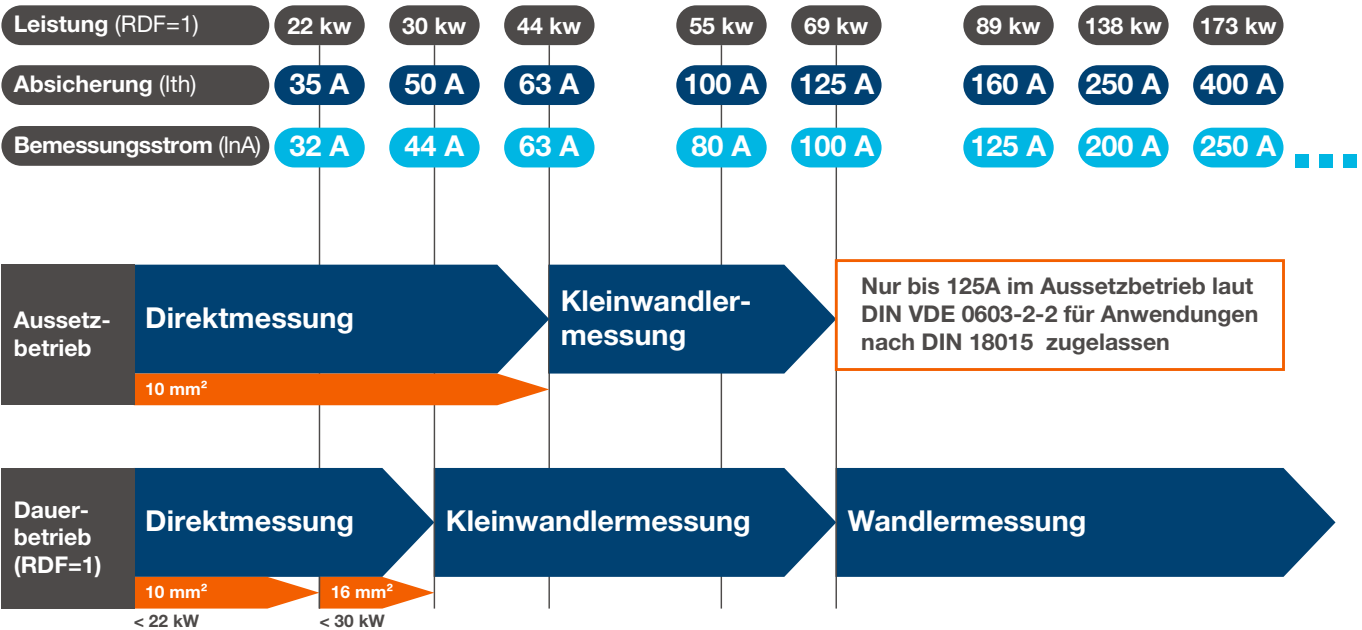 Leistung (RDF=1) 22 kw 30 kw 44 kw 55 kw 69 kw 89 kw 138 kw 173 kw
Absicherung (Ith) 35 A 50 A 63 A 100 A 125 A 160 A 250 A 400 A
Bemessungsstrom (InA) 32 A 44 A 63 A 80 A 100 A 125 A 200 A 250 A
Aussetz-
betrieb
Direktmessung
10 mm²
Kleinwandler-
messung
Nur bis 125A im Aussetzbetrieb laut
DIN VDE 0603-2-2 für Anwendungen
nach DIN 18015 zugelassen
Dauer-
betrieb
(RDF=1)
Direktmessung
Kleinwandlermessung
Wandlermessung
10 mm²
16 mm²
< 22 kW
< 30 kW